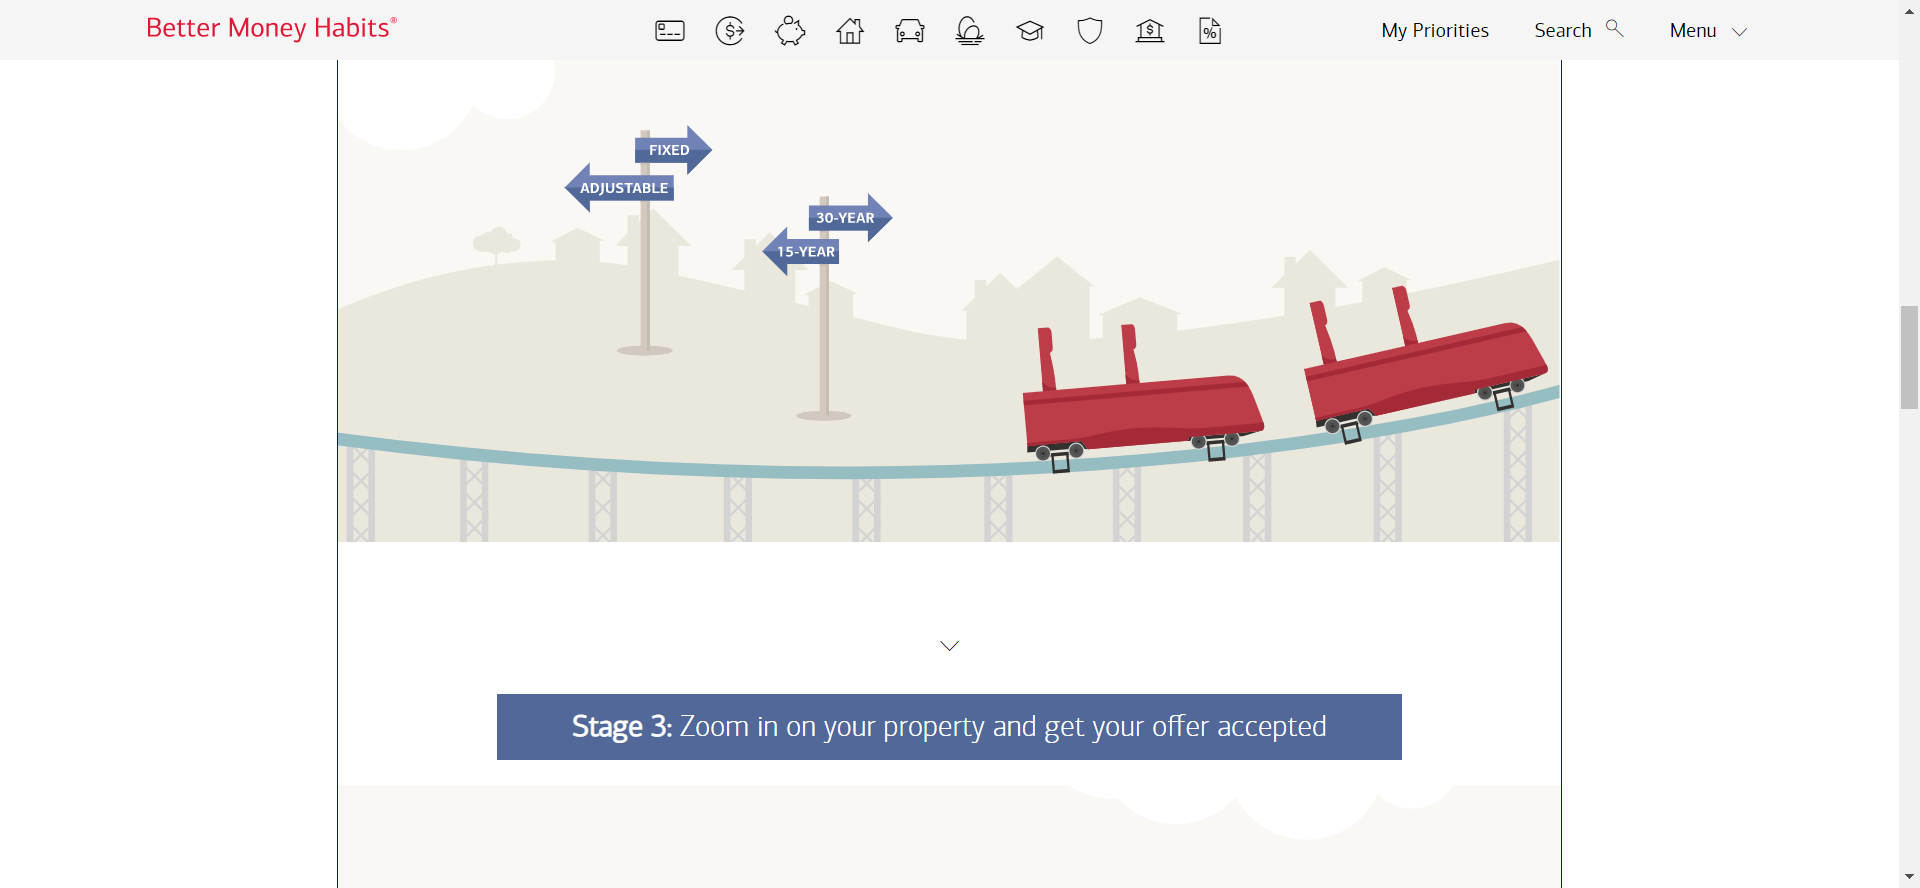 Better Money Habits®
My Priorities
Search
Menu
FIXED
ADJUSTABLE
30-YEAR
15-YEAR
Stage 3: Zoom in on your property and get your offer accepted